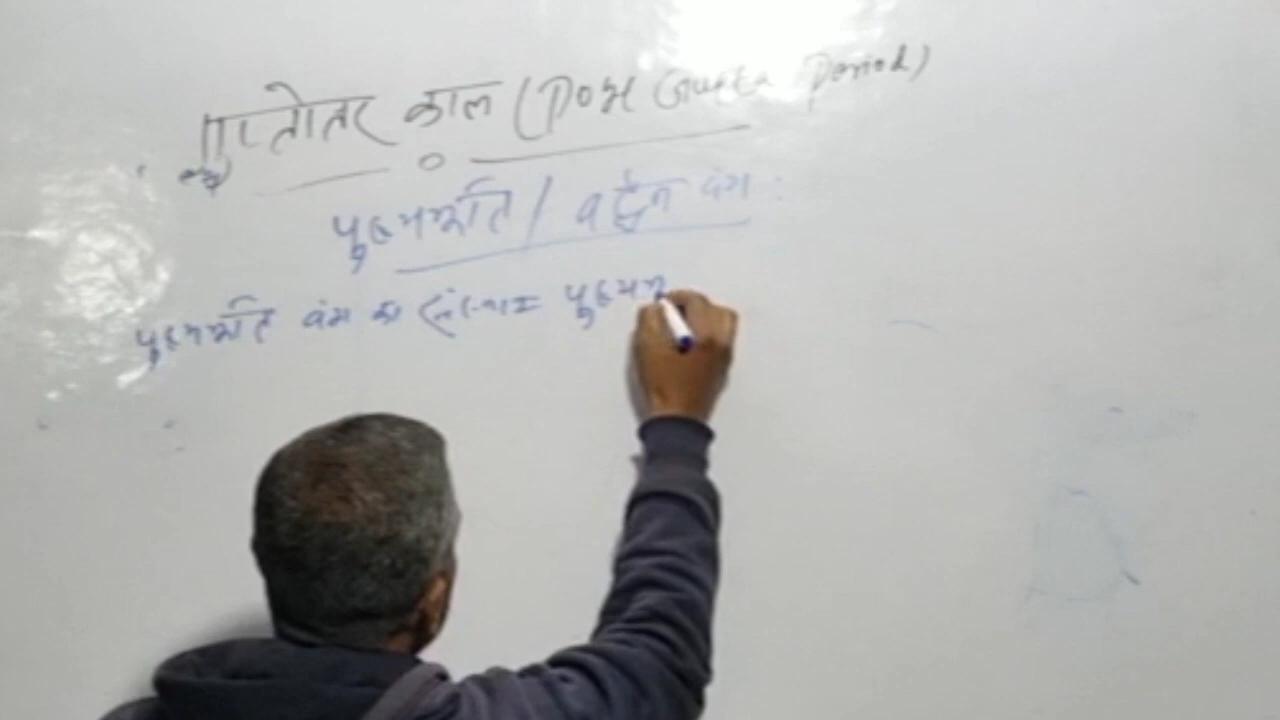 गुप्तोतर काल (Post Gupta Period)
पुष्यभूति / वर्द्धन वंश :
पुष्यभूति वंश का संस्थापक पुष्यभू